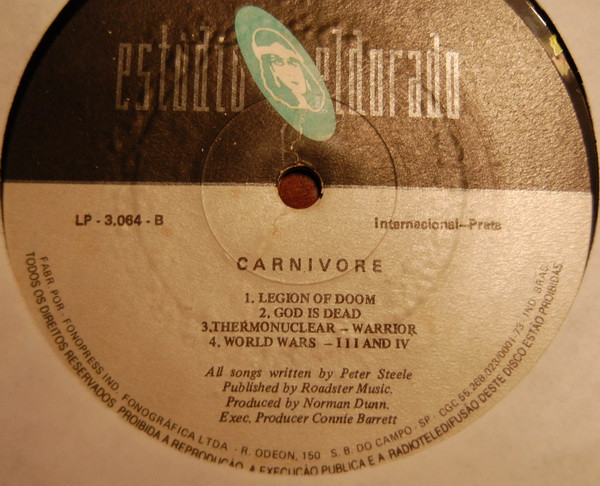 estúdio eldorado
LP - 3,064 - B
Internacional-Prata
CARNIVORE
1. LEGION OF DOOM
2. GOD IS DEAD
3.THERMONUCLEAR - WARRIOR
4. WORLD WARS - III AND IV
All songs written by Peter Steele
Published by Roadster Music.
Produced by Norman Dunn.
Exec. Producer Connie Barrett
FABR POR: FONOPRESS IND FONOGRÁFICA LTDA - R. ODEON, 150 S. B. DO CAMPO - SP - CGC 56.268.023/0001-73 - IND. BRAS.
TODOS OS DIREITOS RESERVADOS PROIBIDA A REPRODUÇÃO, A EXECUÇÃO PUBLICA E A RADIOTELEDIFUSÃO DESTE DISCO ESTÃO PROIBIDAS